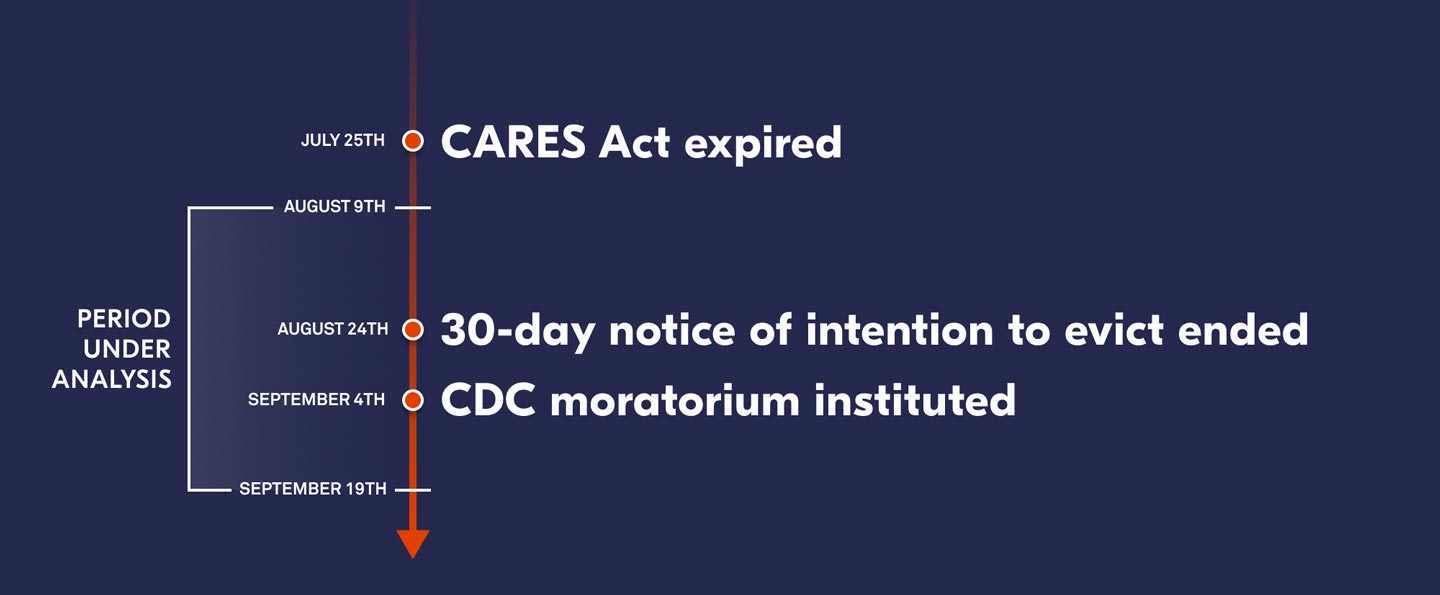 JULY 25TH CARES Act expired
AUGUST 9TH
PERIOD
UNDER
ANALYSIS
AUGUST 24TH 30-day notice of intention to evict ended
SEPTEMBER 4TH CDC moratorium instituted
SEPTEMBER 19TH